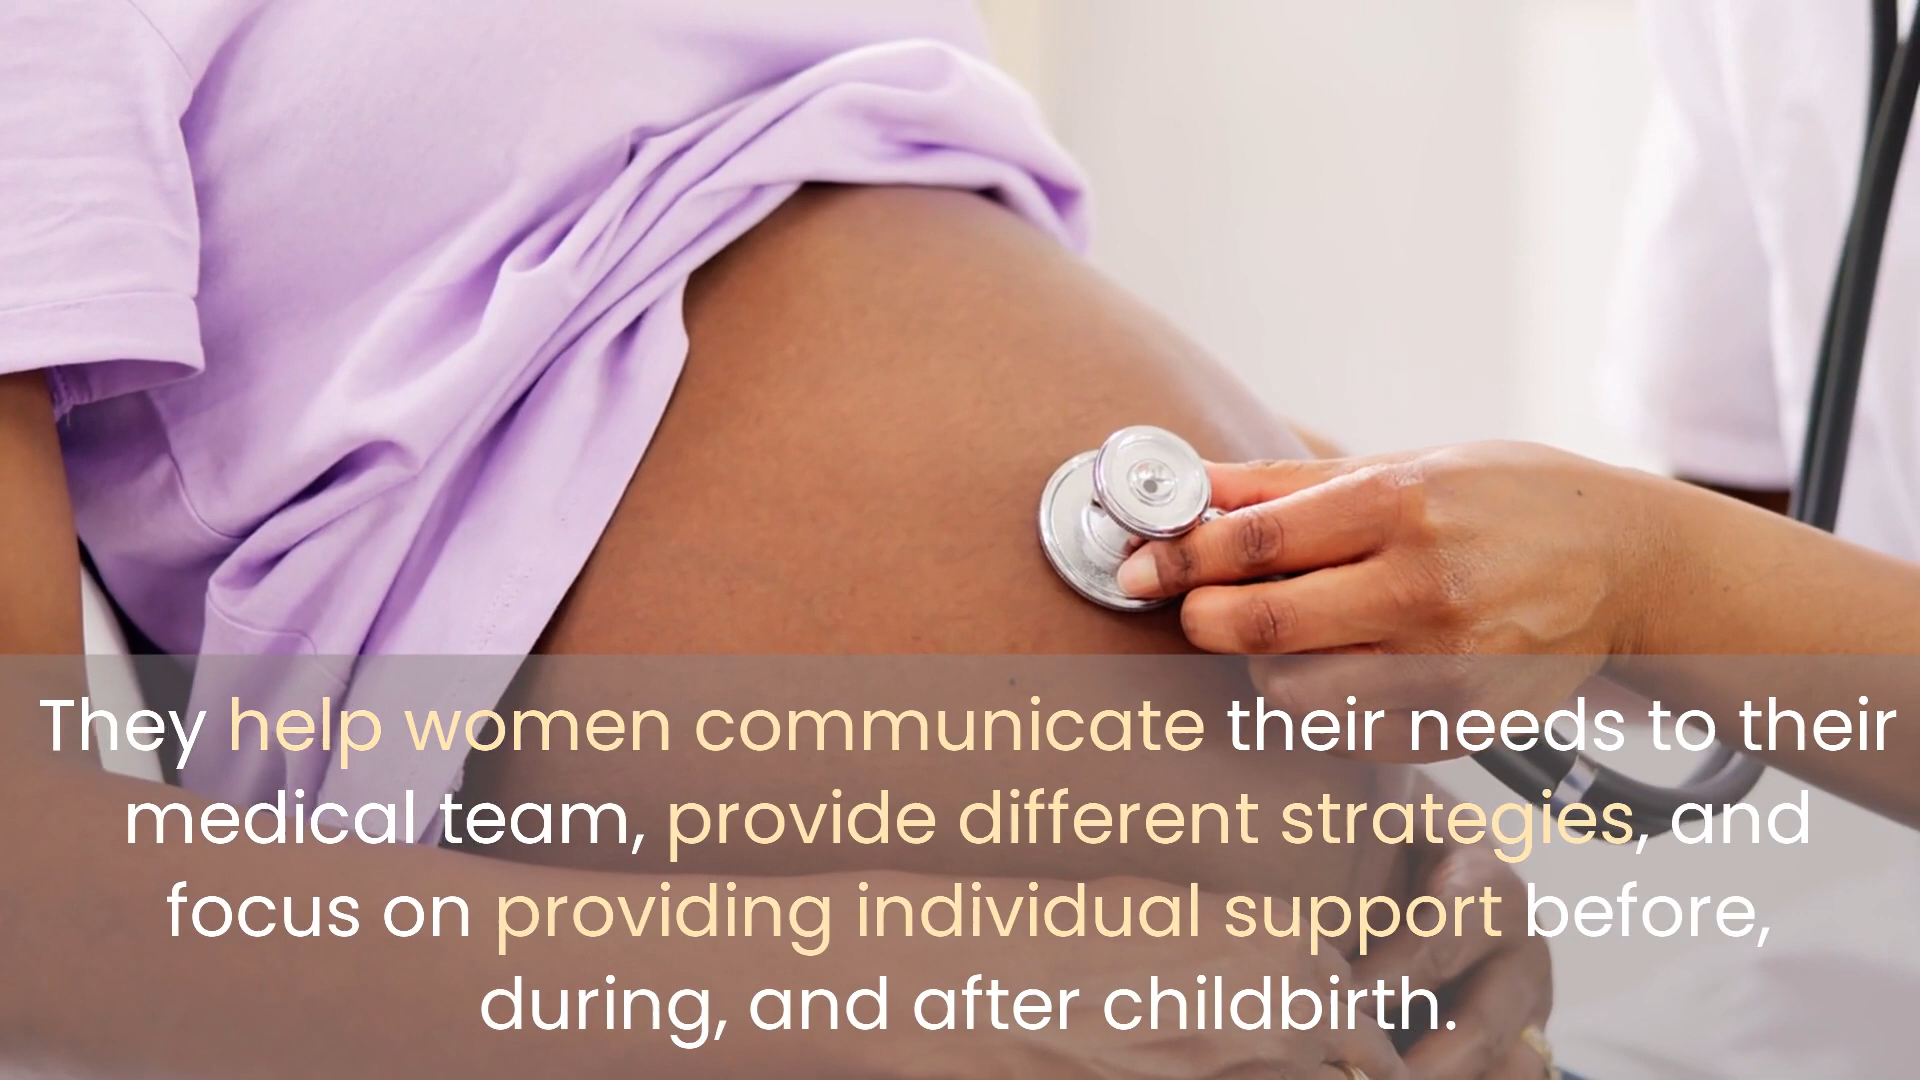 They help women communicate their needs to their
medical team, provide different strategies, and
focus on providing individual support before,
during, and after childbirth.